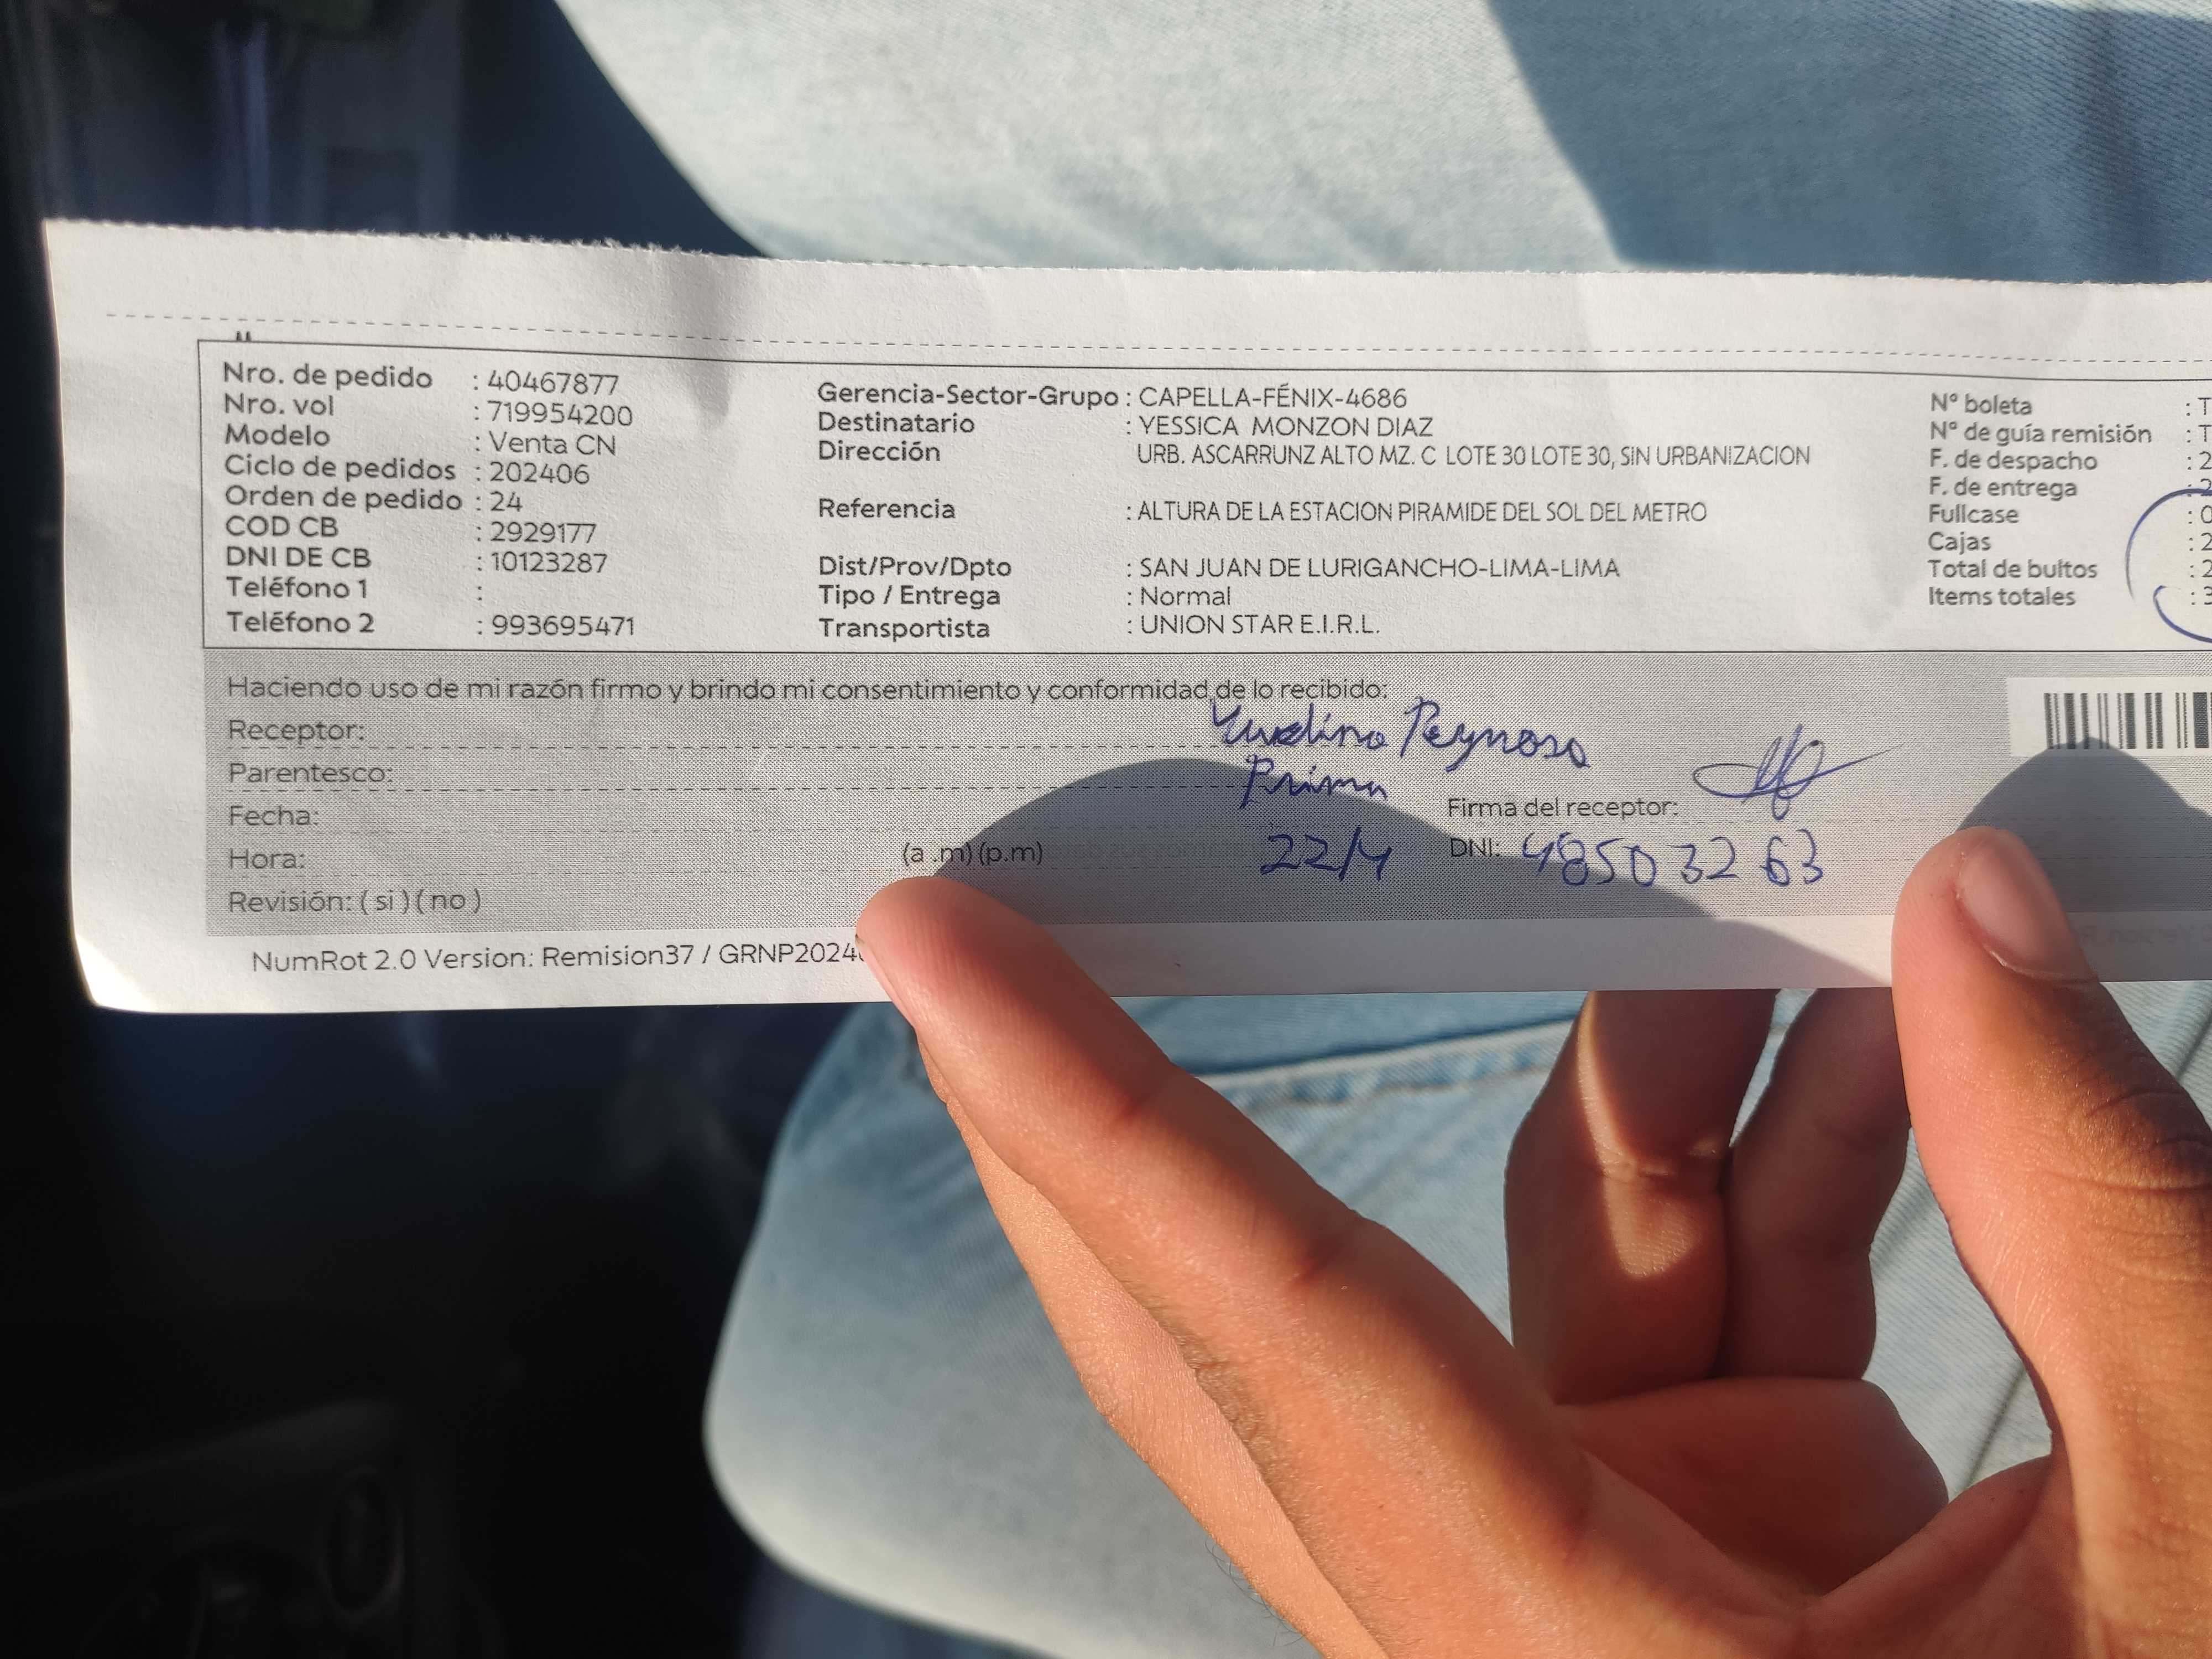 Nro. de pedido : 40467877
Nro. vol : 719954200
Modelo : Venta CN
Ciclo de pedidos : 202406
Orden de pedido : 24
COD CB : 2929177
DNI DE CB : 10123287
Teléfono 1 :
Teléfono 2 : 993695471
Gerencia-Sector-Grupo : CAPELLA-FÉNIX-4686
Destinatario : YESSICA MONZON DIAZ
Dirección URB. ASCARRUNZ ALTO MZ. C LOTE 30 LOTE 30, SIN URBANIZACION
Referencia : ALTURA DE LA ESTACION PIRAMIDE DEL SOL DEL METRO
Dist/Prov/Dpto : SAN JUAN DE LURIGANCHO-LIMA-LIMA
Tipo / Entrega : Normal
Transportista : UNION STAR E.I.R.L.
N° boleta : T
N° de guía remisión : T
F. de despacho : 2
F. de entrega : 2
Fullcase : 0
Cajas : 2
Total de bultos : 2
Items totales : 3
Haciendo uso de mi razón firmo y brindo mi consentimiento y conformidad de lo recibido:
Receptor: Reynoso
Parentesco: Prima
Fecha: 22/4
Hora: (a .m) (p.m)
Revisión: ( si ) ( no )
Firma del receptor:
DNI: 48503263
NumRot 2.0 Version: Remision37 / GRNP2024